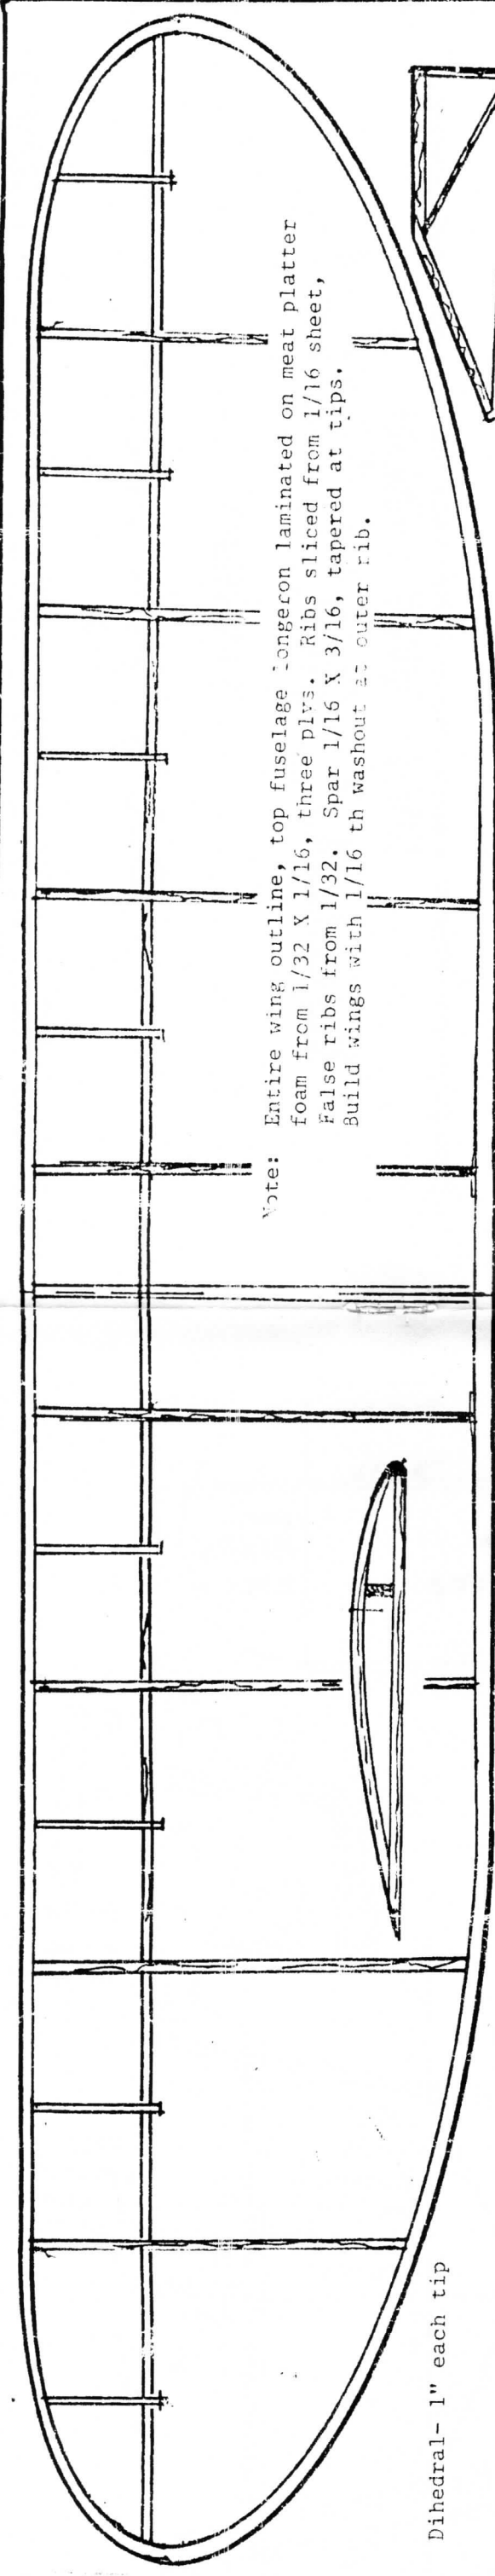 Note: Entire wing outline, top fuselage longeron laminated on meat platter
foam from 1/32 X 1/16, three plys. Ribs sliced from 1/16 sheet,
False ribs from 1/32. Spar 1/16 X 3/16, tapered at tips.
Build wings with 1/16 th washout at outer rib.
Dihedral- 1" each tip